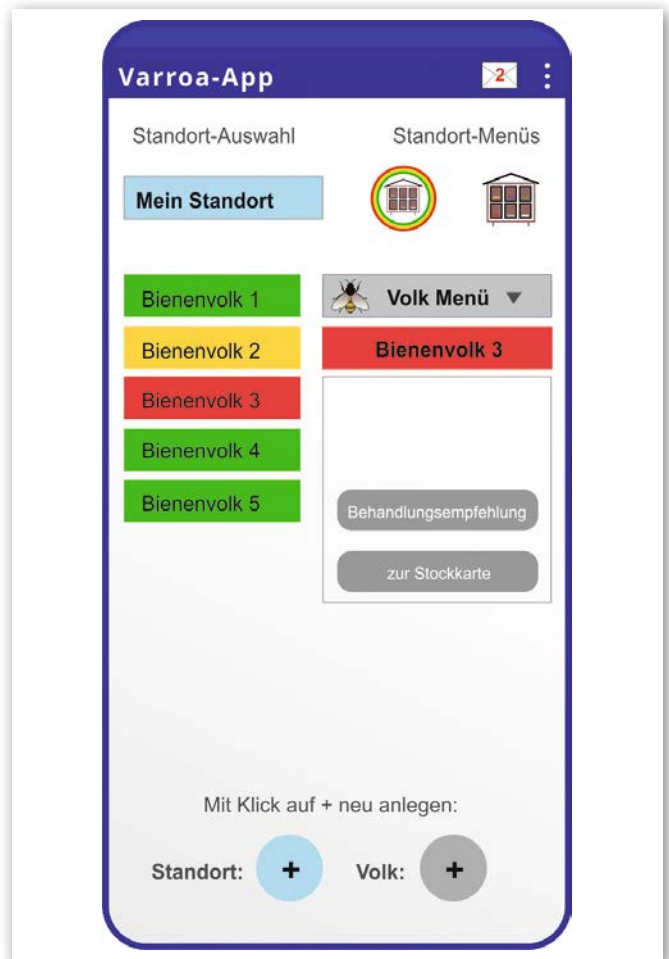 Varroa-App
2
Standort-Auswahl
Standort-Menüs
Mein Standort
Bienenvolk 1
Volk Menü
Bienenvolk 2
Bienenvolk 3
Bienenvolk 3
Bienenvolk 4
Bienenvolk 5
Behandlungsempfehlung
zur Stockkarte
Mit Klick auf + neu anlegen:
Standort: +
Volk: +